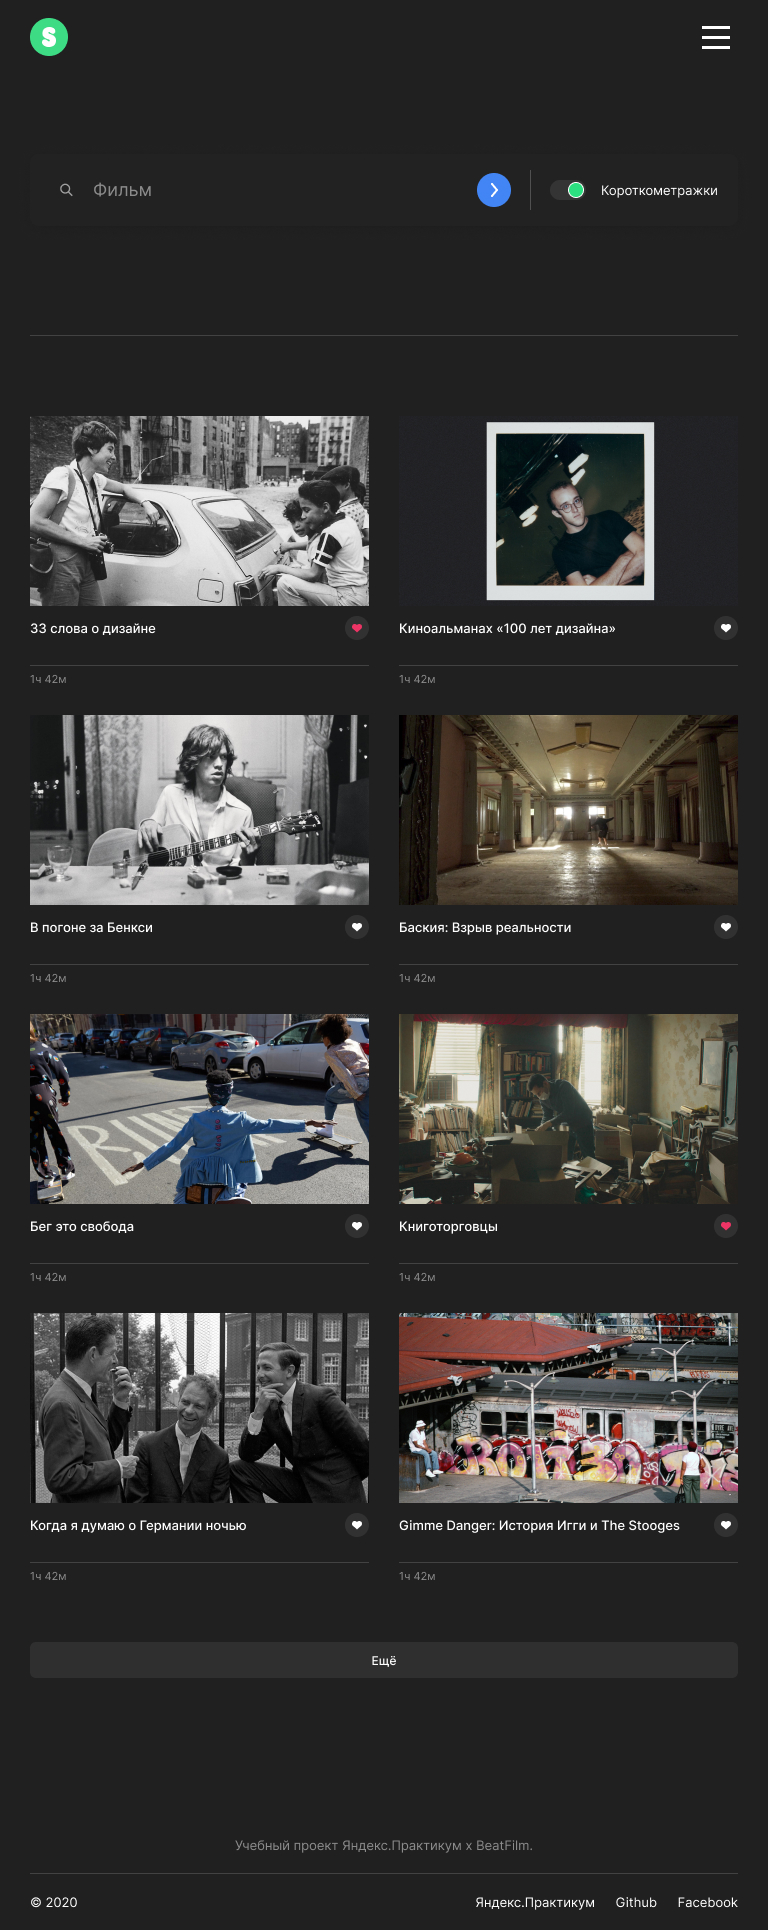 S
Фильм
Короткометражки
33 слова о дизайне
Киноальманах «100 лет дизайна»
1ч 42м
1ч 42м
В погоне за Бенкси
Баския: Взрыв реальности
1ч 42м
1ч 42м
RUN
Бег это свобода
Книготорговцы
1ч 42м
1ч 42м
Когда я думаю о Германии ночью
Gimme Danger: История Игги и The Stooges
1ч 42м
1ч 42м
Ещё
Учебный проект Яндекс.Практикум х BeatFilm.
© 2020
Яндекс.Практикум Github Facebook